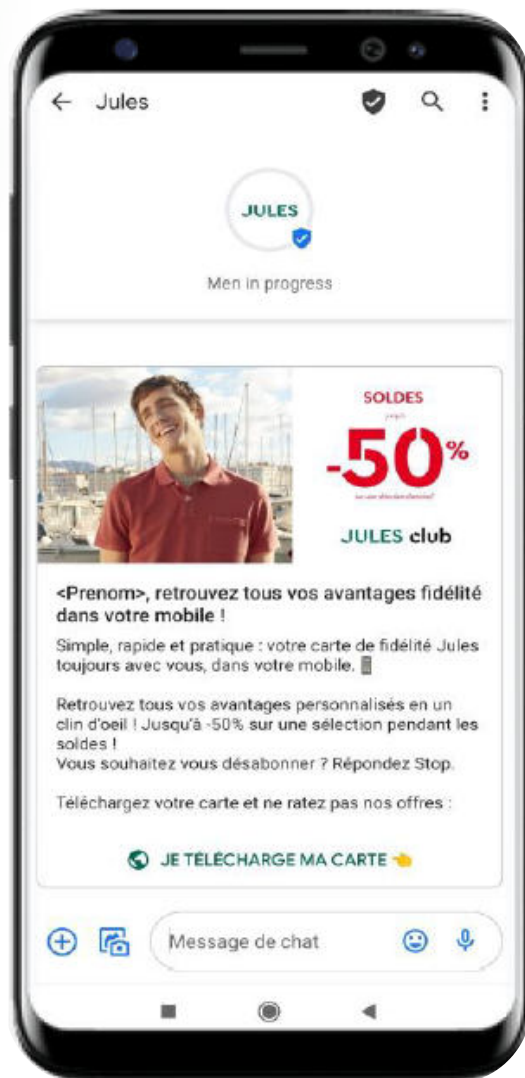 Jules
JULES
Men in progress
SOLDES
-50%
JULES club
<Prenom>, retrouvez tous vos avantages fidélité
dans votre mobile !
Simple, rapide et pratique : votre carte de fidélité Jules
toujours avec vous, dans votre mobile.
Retrouvez tous vos avantages personnalisés en un
clin d'oeil ! Jusqu'à -50% sur une sélection pendant les
soldes !
Vous souhaitez vous désabonner ? Répondez Stop.
Téléchargez votre carte et ne ratez pas nos offres :
JE TÉLÉCHARGE MA CARTE
Message de chat